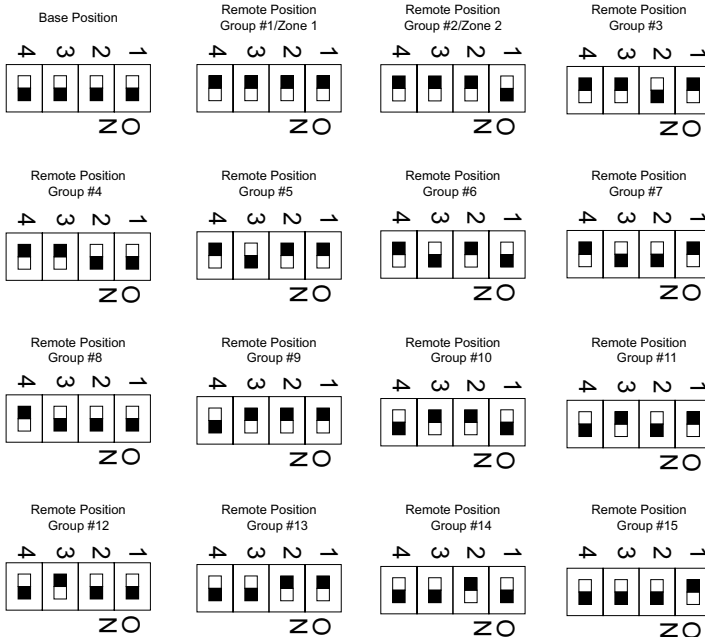 Base Position
4 3 2 1
ON
Remote Position
Group #1/Zone 1
4 3 2 1
ON
Remote Position
Group #2/Zone 2
4 3 2 1
ON
Remote Position
Group #3
4 3 2 1
ON
Remote Position
Group #4
4 3 2 1
ON
Remote Position
Group #5
4 3 2 1
ON
Remote Position
Group #6
4 3 2 1
ON
Remote Position
Group #7
4 3 2 1
ON
Remote Position
Group #8
4 3 2 1
ON
Remote Position
Group #9
4 3 2 1
ON
Remote Position
Group #10
4 3 2 1
ON
Remote Position
Group #11
4 3 2 1
ON
Remote Position
Group #12
4 3 2 1
ON
Remote Position
Group #13
4 3 2 1
ON
Remote Position
Group #14
4 3 2 1
ON
Remote Position
Group #15
4 3 2 1
ON